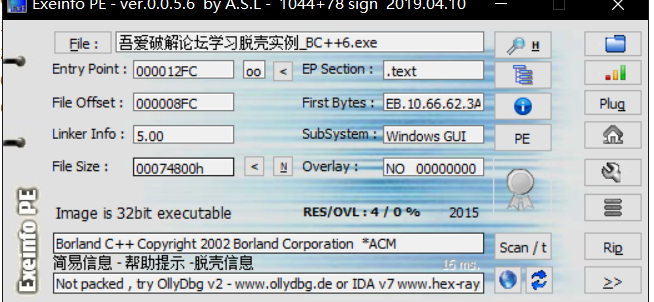 Exeinfo PE - ver.0.0.5.6 by A.S.L - 1044+78 sign 2019.04.10
File : 吾爱破解论坛学习脱壳实例_BC++6.exe H
Entry Point : 000012FC oo < EP Section : .text
File Offset : 000008FC First Bytes : EB.10.66.62.3A Plug
Linker Info : 5.00 SubSystem : Windows GUI PE
File Size : 00074800h < N Overlay : NO 00000000
Image is 32bit executable RES/OVL : 4 / 0 % 2015
Exeinfo PE
Borland C++ Copyright 2002 Borland Corporation *ACM Scan / t Rip
简易信息 - 帮助提示 -脱壳信息 16 ms.
Not packed , try OllyDbg v2 - www.ollydbg.de or IDA v7 www.hex-ray >>